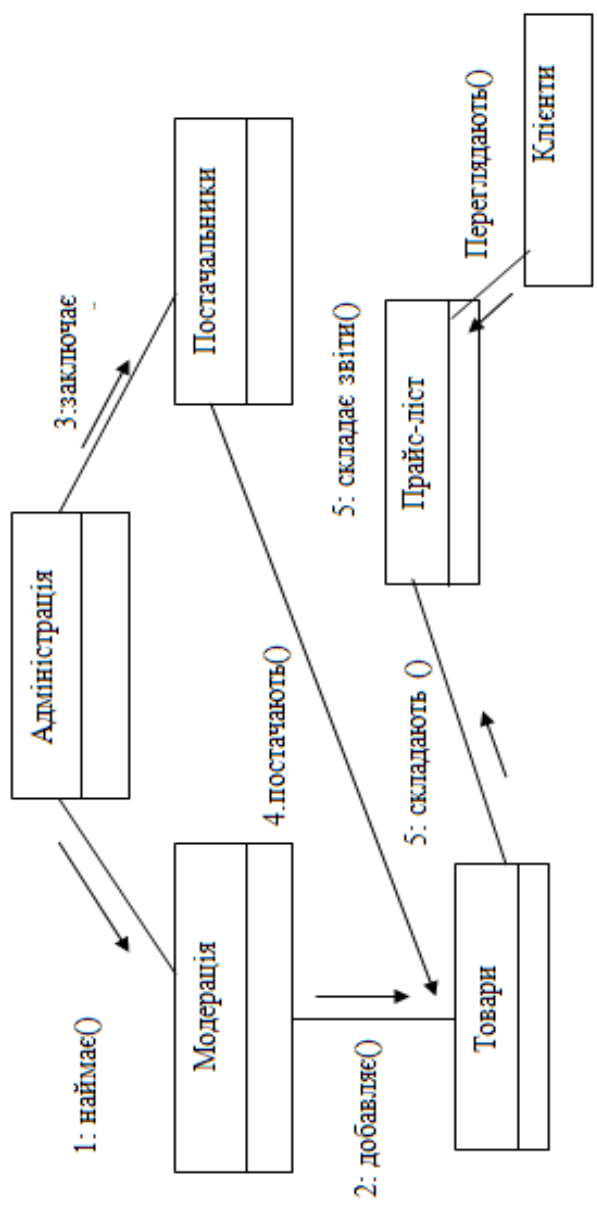 Адміністрація
1: наймає()
3:заключає
Модерація
Постачальники
4.постачають()
2: добавляє()
5: складають ()
5: складає звіти()
Переглядають()
Товари
Прайс-ліст
Клієнти